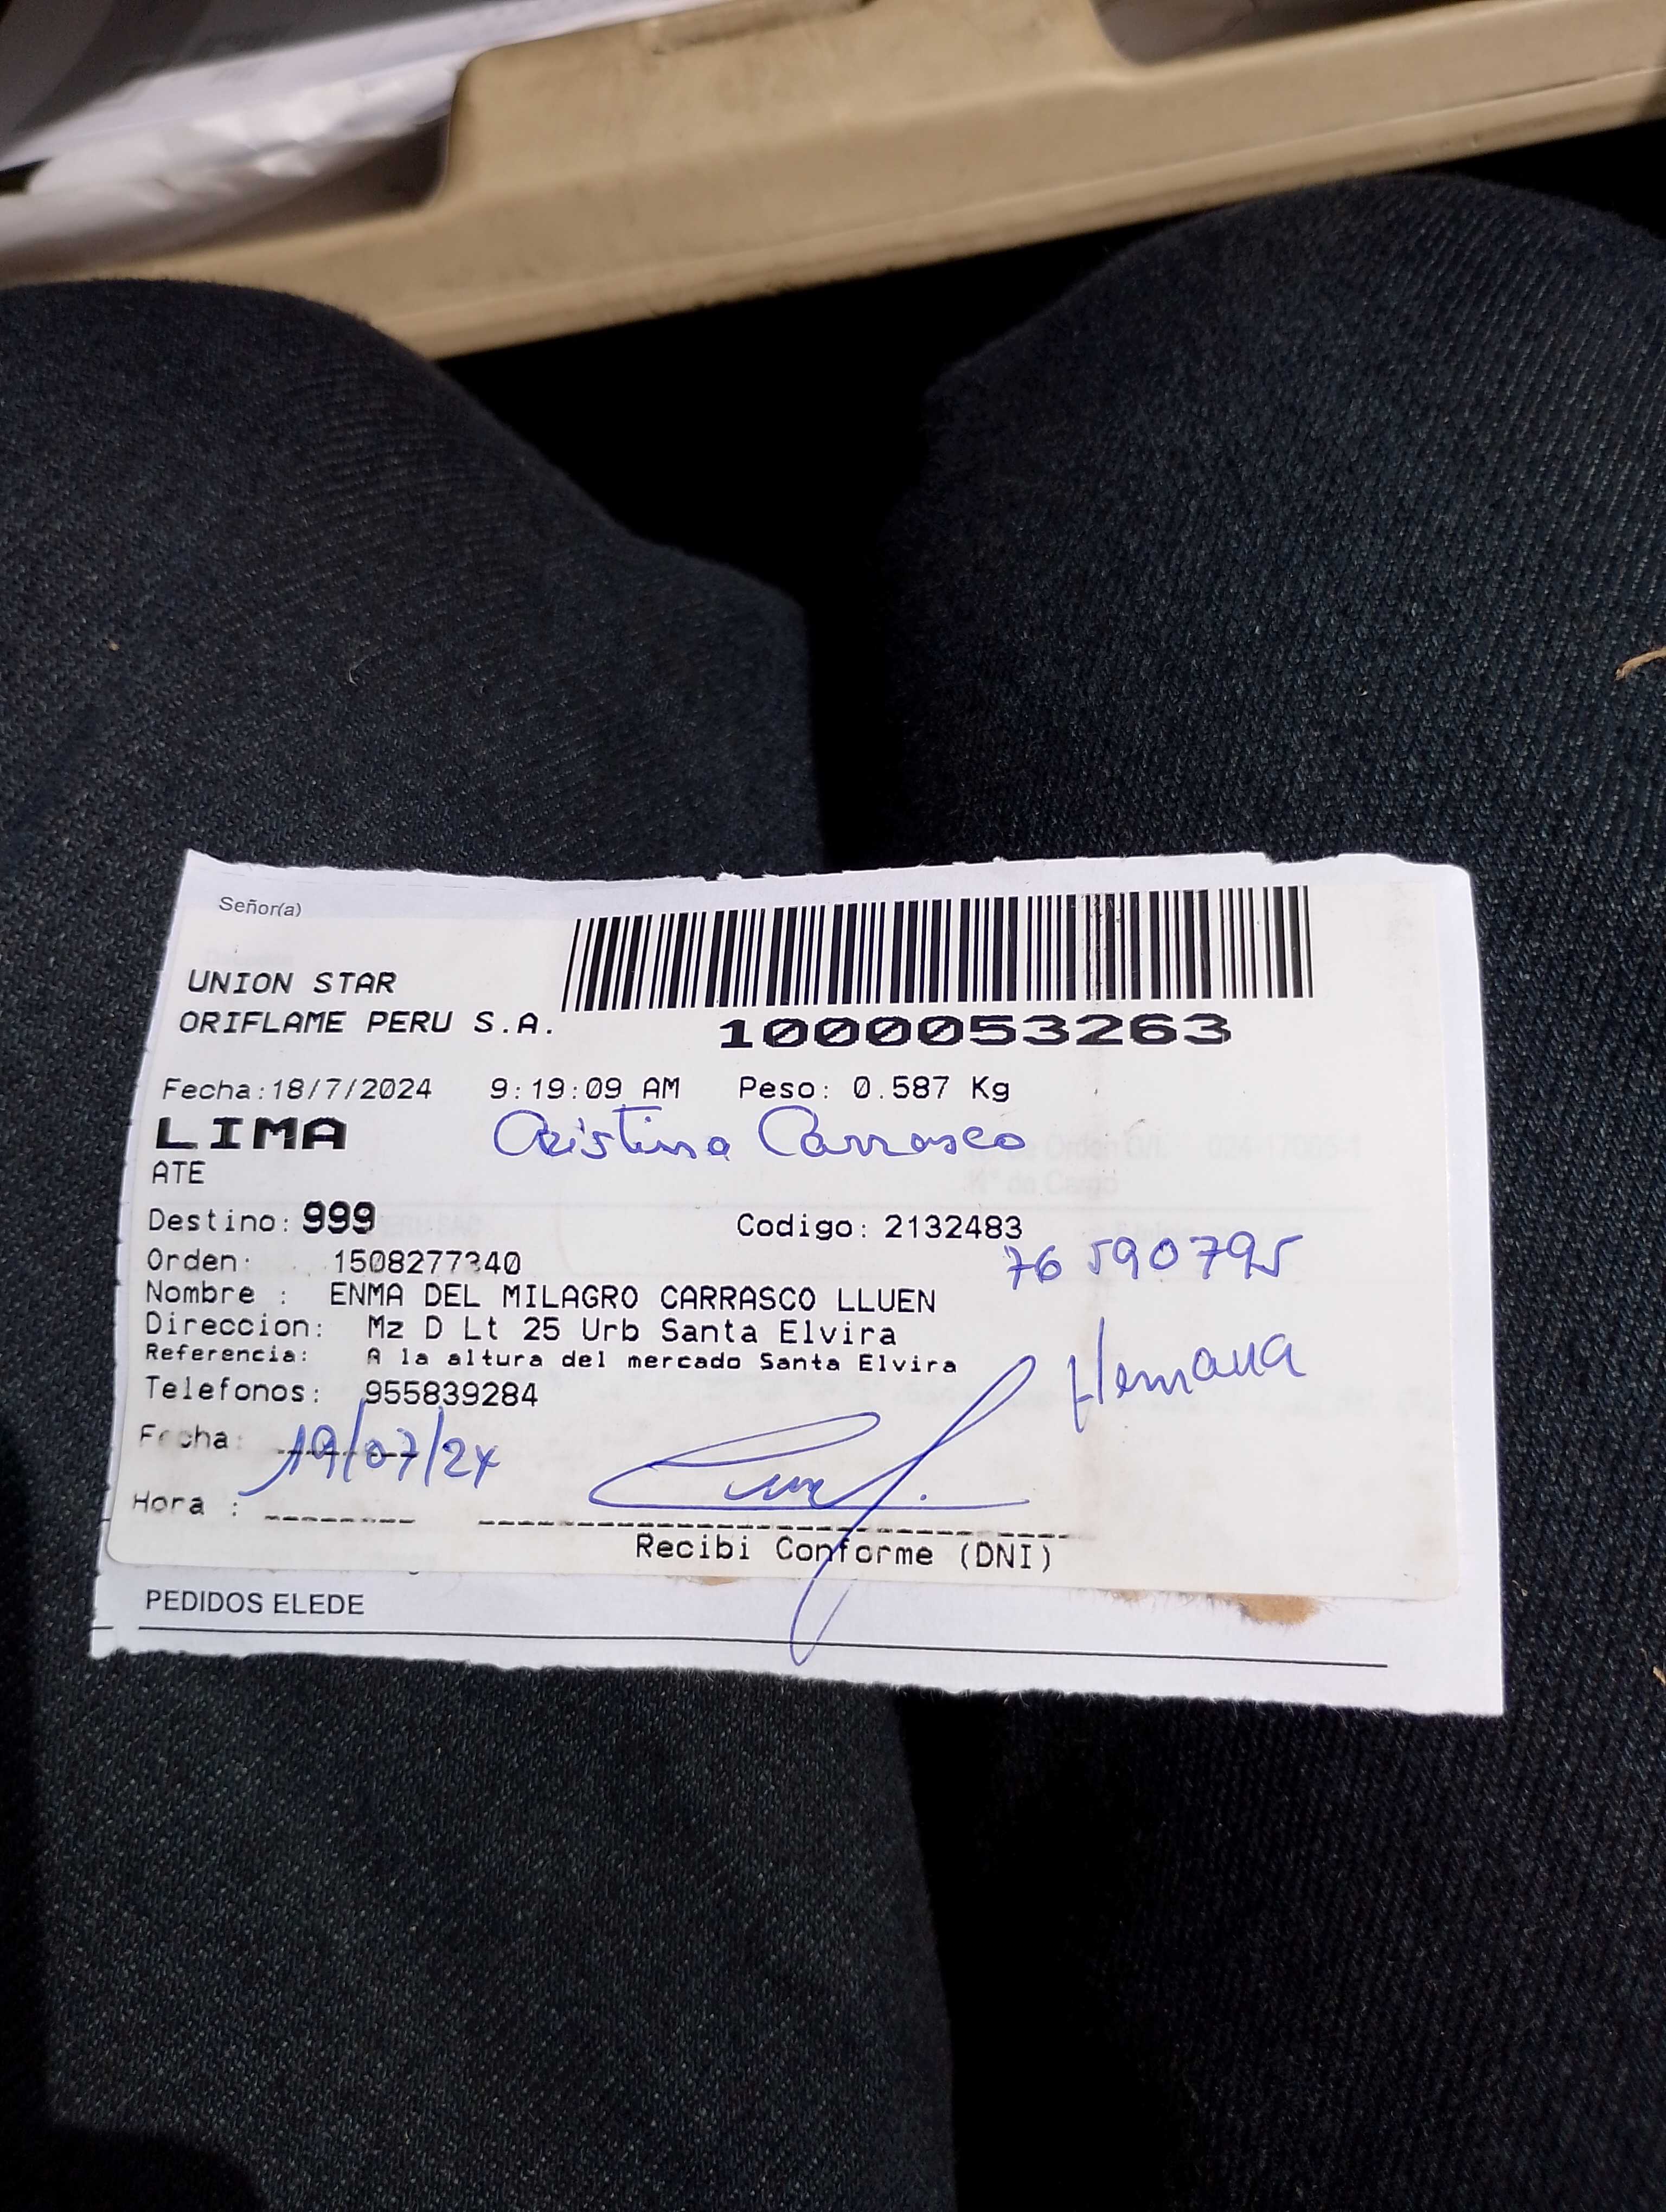 Señor(a)
UNION STAR
ORIFLAME PERU S.A.
1000053263
Fecha:18/7/2024 9:19:09 AM Peso: 0.587 Kg
LIMA Cristina Carrasco
ATE
Destino: 999 Codigo: 2132483
Orden: 1508277340 76590795
Nombre : ENMA DEL MILAGRO CARRASCO LLUEN
Direccion: Mz D Lt 25 Urb Santa Elvira
Referencia: A la altura del mercado Santa Elvira
Hermana
Telefonos: 955839284
Fecha: 19/07/24
Hora :
Recibi Conforme (DNI)
PEDIDOS ELEDE